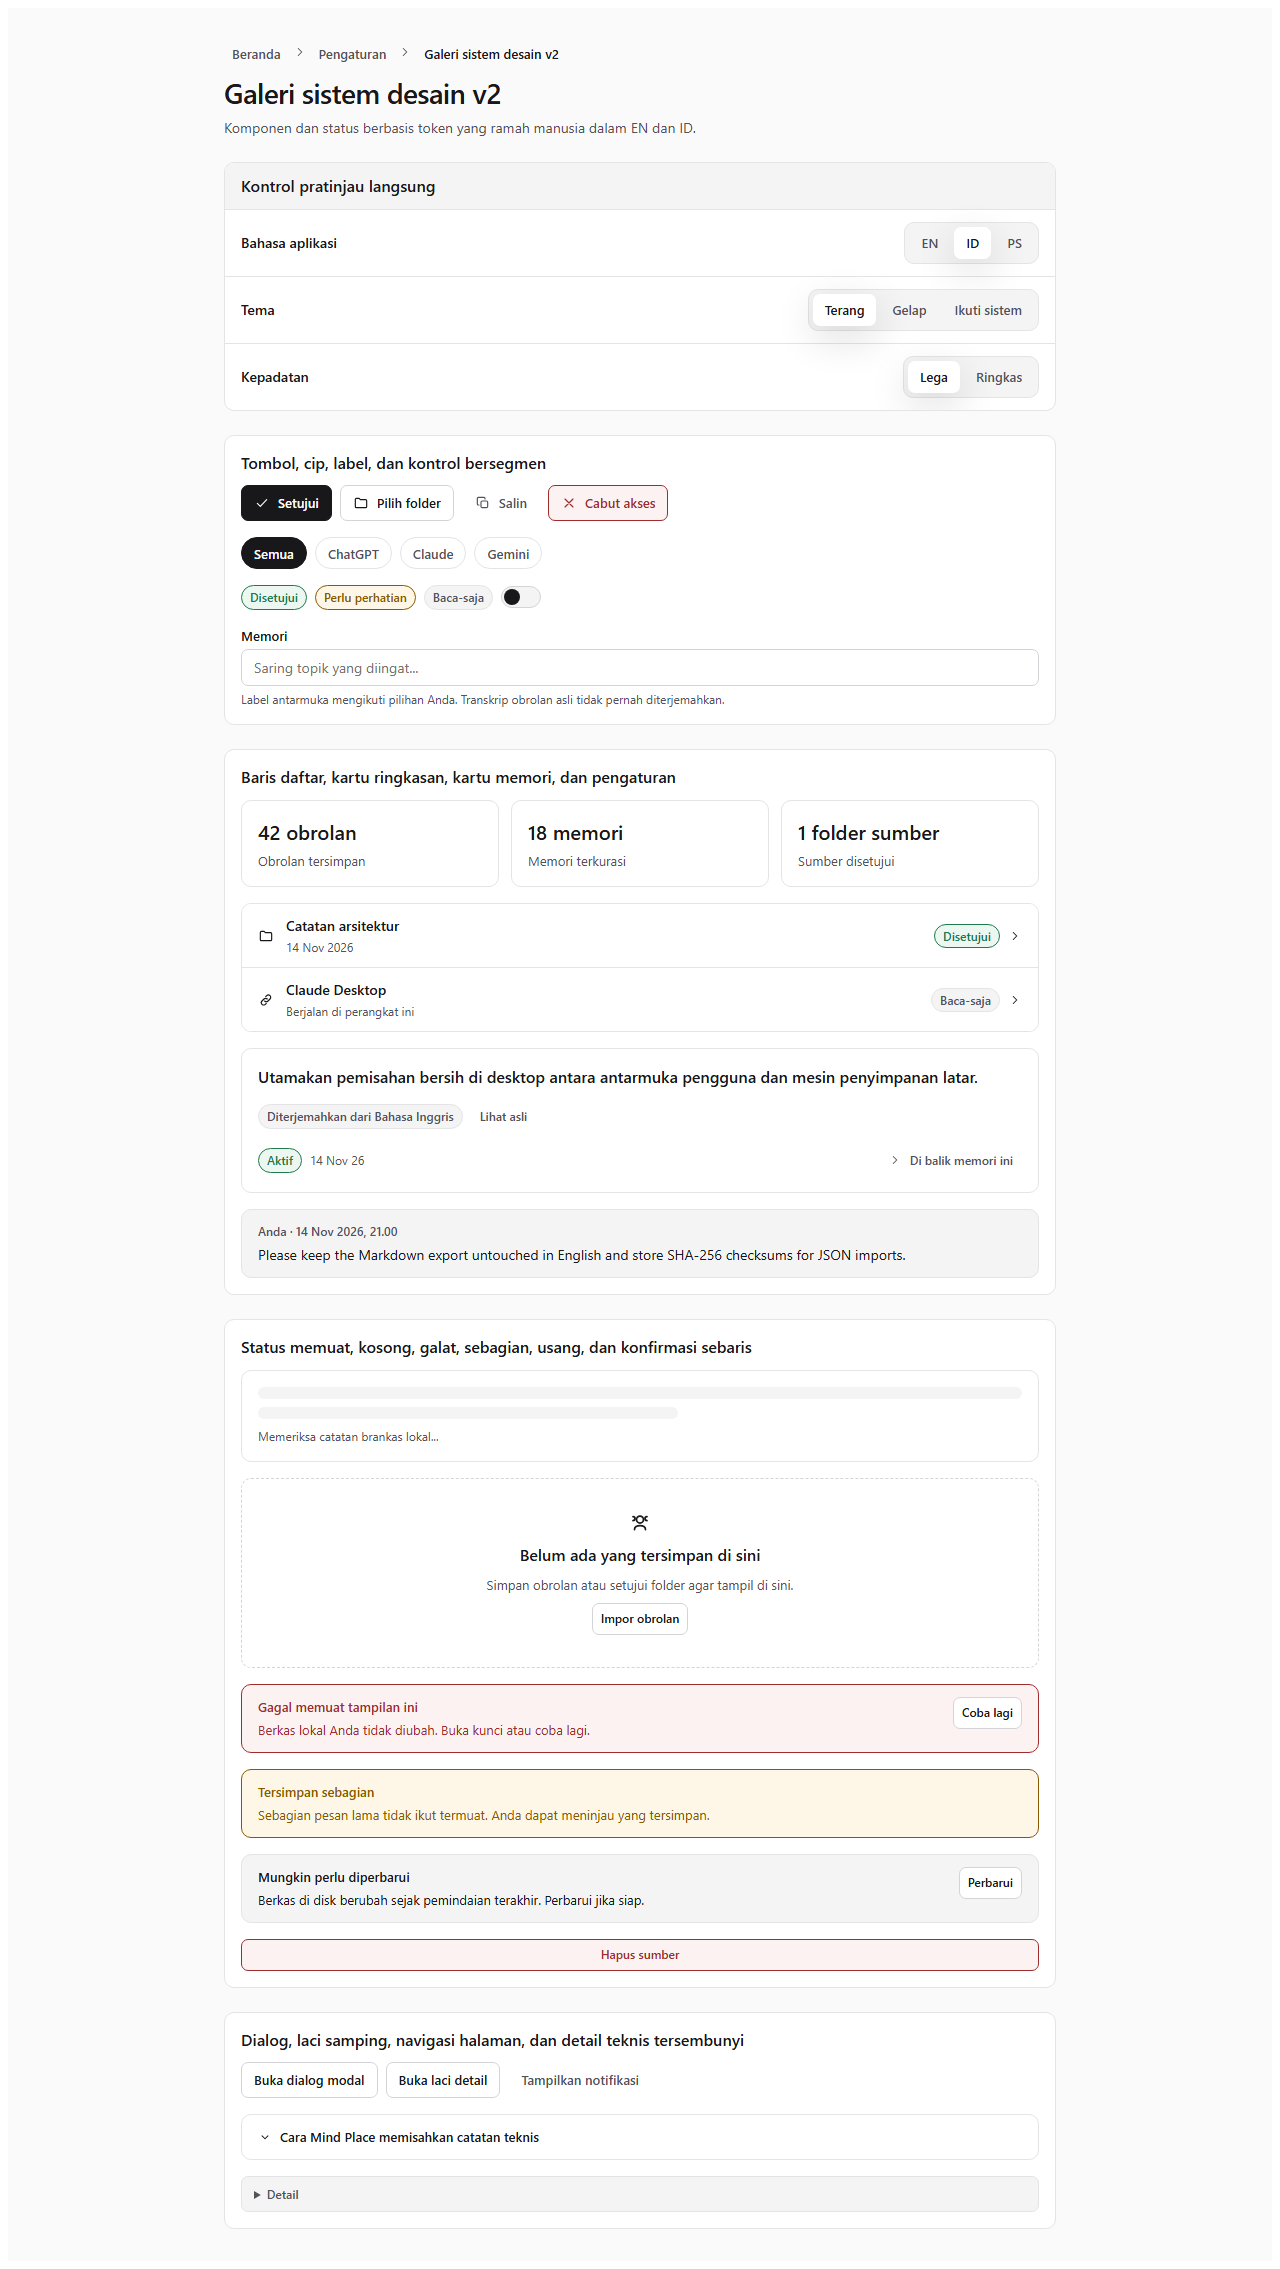 Beranda > Pengaturan > Galeri sistem desain v2
Galeri sistem desain v2
Komponen dan status berbasis token yang ramah manusia dalam EN dan ID.
Kontrol pratinjau langsung
Bahasa aplikasi EN ID PS
Tema Terang Gelap Ikuti sistem
Kepadatan Lega Ringkas
Tombol, cip, label, dan kontrol bersegmen
Setujui Pilih folder Salin Cabut akses
Semua ChatGPT Claude Gemini
Disetujui Perlu perhatian Baca-saja
Memori
Saring topik yang diingat...
Label antarmuka mengikuti pilihan Anda. Transkrip obrolan asli tidak pernah diterjemahkan.
Baris daftar, kartu ringkasan, kartu memori, dan pengaturan
42 obrolan 18 memori 1 folder sumber
Obrolan tersimpan Memori terkurasi Sumber disetujui
Catatan arsitektur
14 Nov 2026
Disetujui
Claude Desktop
Berjalan di perangkat ini
Baca-saja
Utamakan pemisahan bersih di desktop antara antarmuka pengguna dan mesin penyimpanan latar.
Diterjemahkan dari Bahasa Inggris Lihat asli
Aktif 14 Nov 26 Di balik memori ini
Anda · 14 Nov 2026, 21.00
Please keep the Markdown export untouched in English and store SHA-256 checksums for JSON imports.
Status memuat, kosong, galat, sebagian, usang, dan konfirmasi sebaris
Memeriksa catatan brankas lokal...
Belum ada yang tersimpan di sini
Simpan obrolan atau setujui folder agar tampil di sini.
Impor obrolan
Gagal memuat tampilan ini
Berkas lokal Anda tidak diubah. Buka kunci atau coba lagi.
Coba lagi
Tersimpan sebagian
Sebagian pesan lama tidak ikut termuat. Anda dapat meninjau yang tersimpan.
Mungkin perlu diperbarui
Berkas di disk berubah sejak pemindaian terakhir. Perbarui jika siap.
Perbarui
Hapus sumber
Dialog, laci samping, navigasi halaman, dan detail teknis tersembunyi
Buka dialog modal Buka laci detail Tampilkan notifikasi
Cara Mind Place memisahkan catatan teknis
Detail